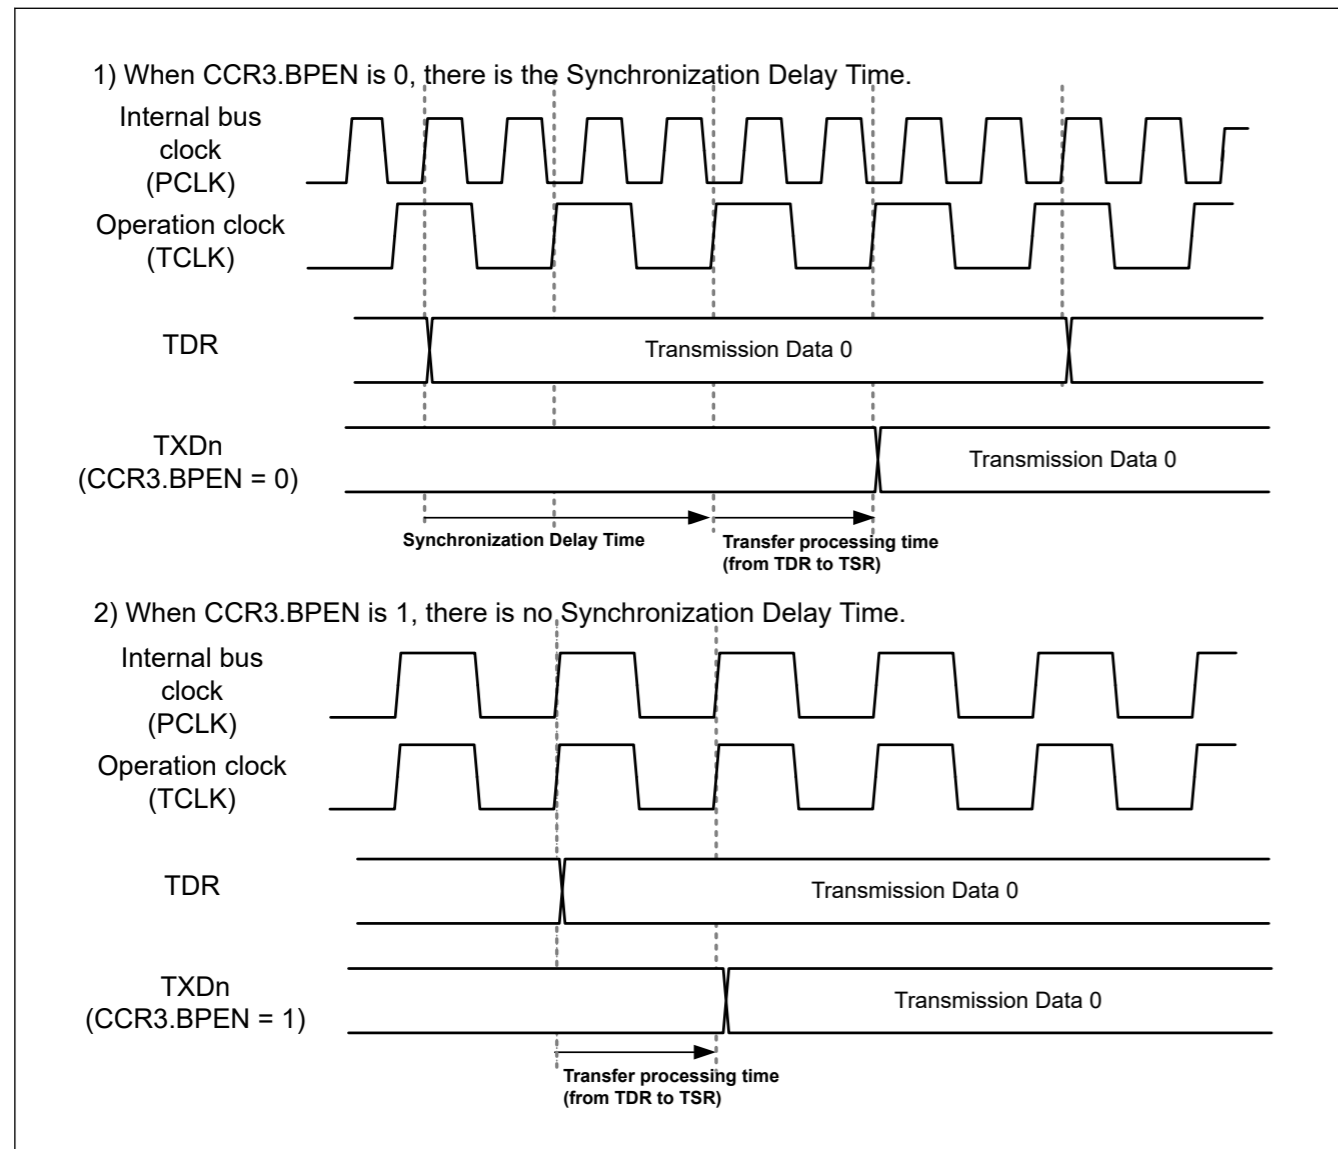 1) When CCR3.BPEN is 0, there is the Synchronization Delay Time.
Internal bus
clock
(PCLK)
Operation clock
(TCLK)
TDR
Transmission Data 0
TXDn
(CCR3.BPEN = 0)
Transmission Data 0
Synchronization Delay Time
Transfer processing time
(from TDR to TSR)
2) When CCR3.BPEN is 1, there is no Synchronization Delay Time.
Internal bus
clock
(PCLK)
Operation clock
(TCLK)
TDR
Transmission Data 0
TXDn
(CCR3.BPEN = 1)
Transmission Data 0
Transfer processing time
(from TDR to TSR)